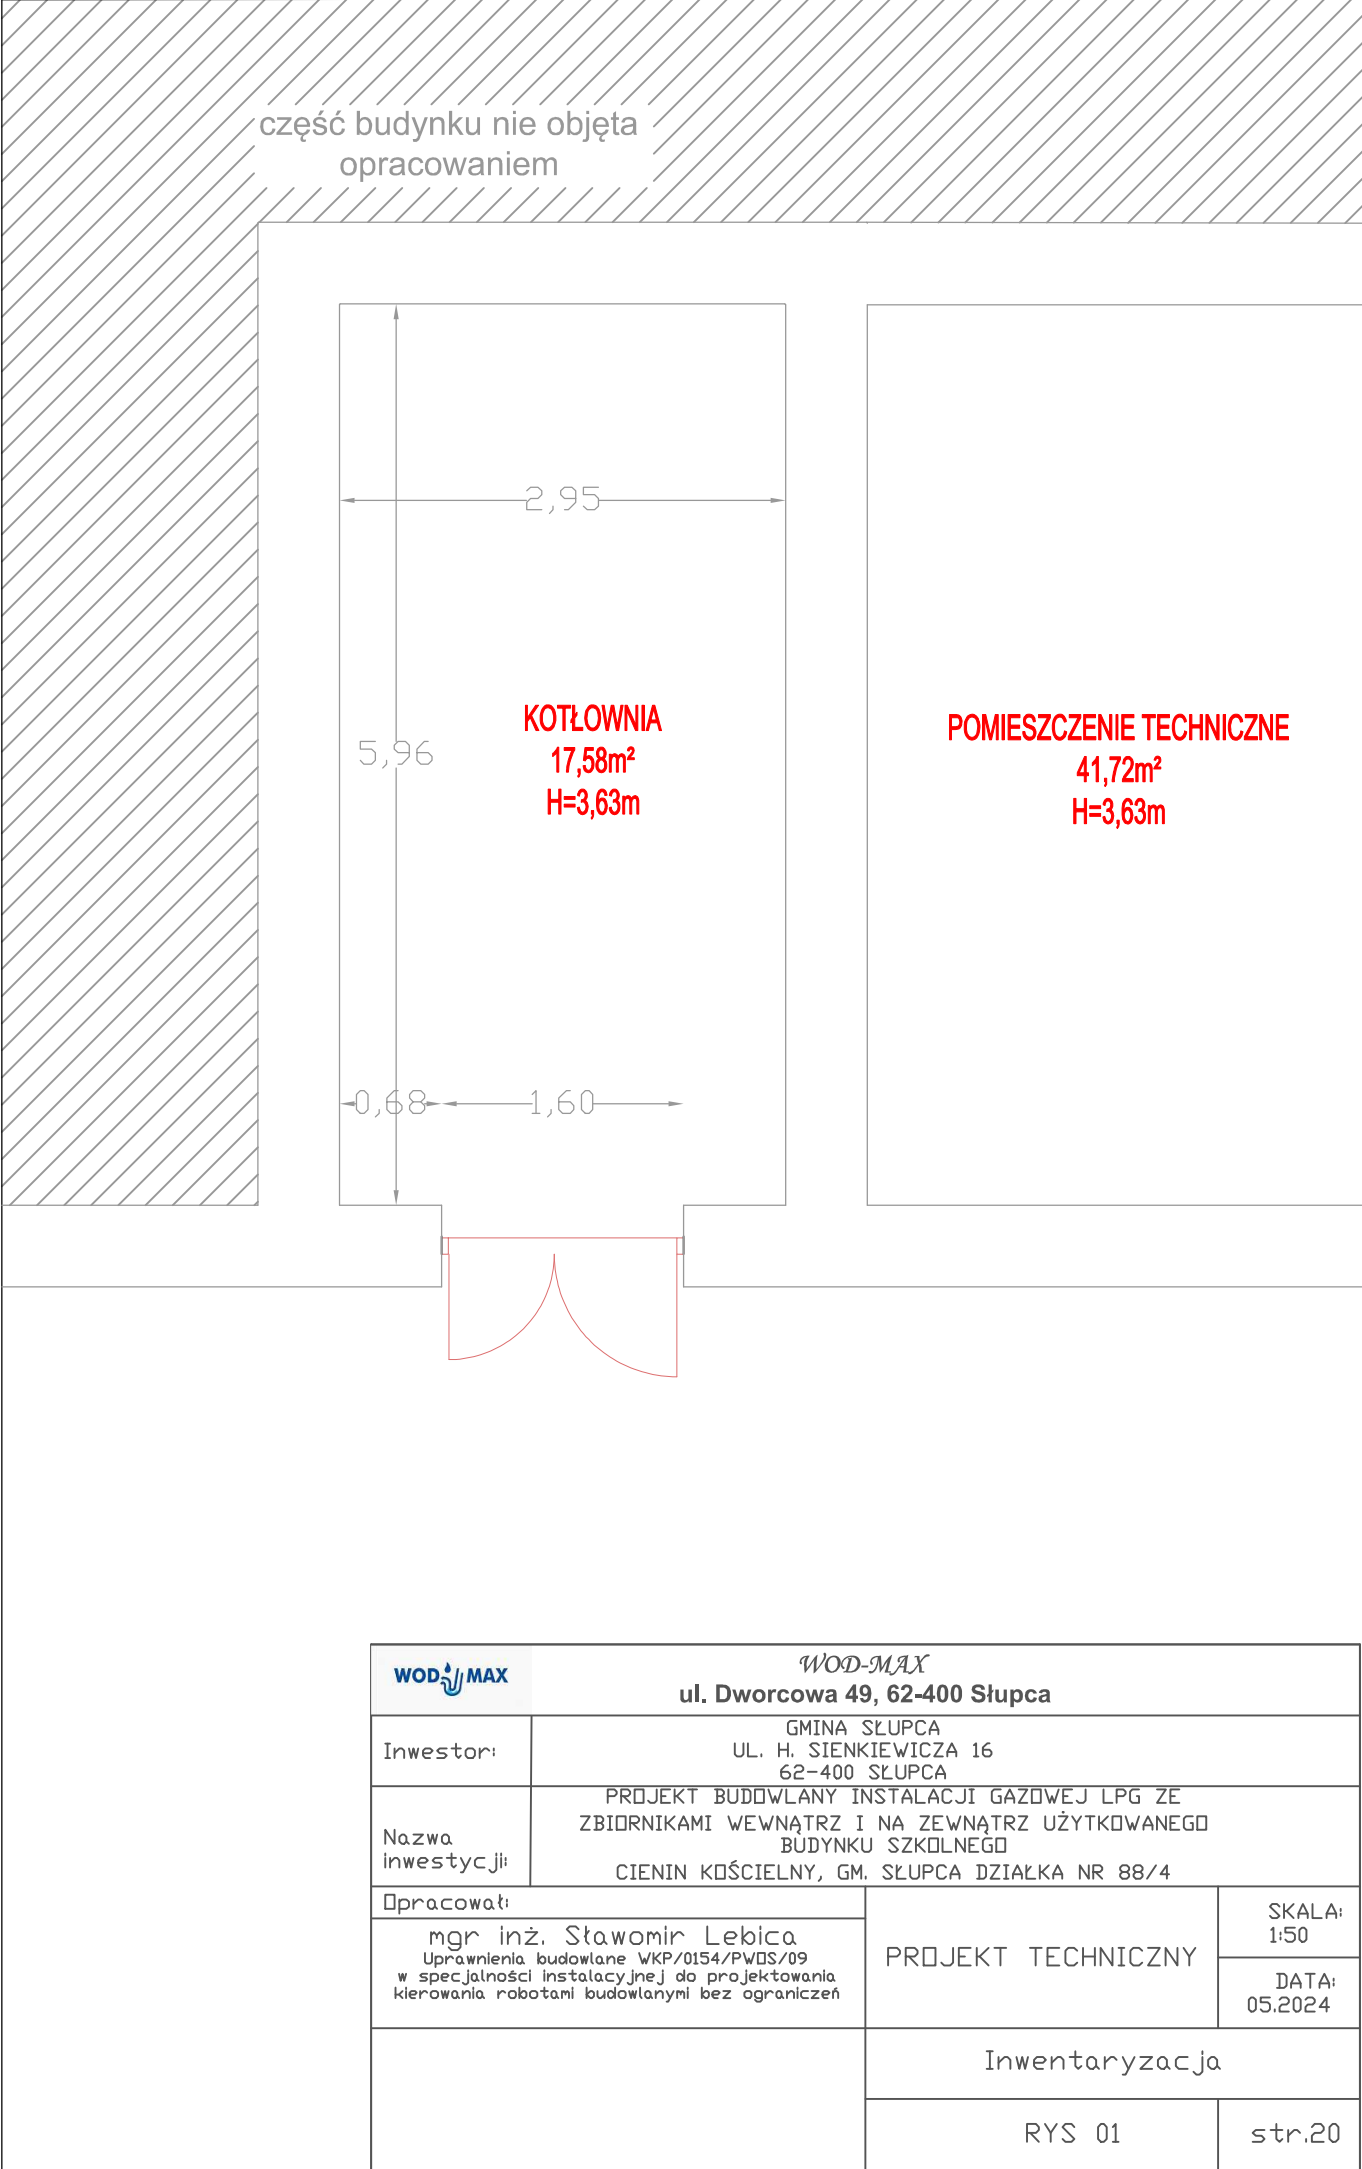 część budynku nie objęta
opracowaniem
2,95
KOTŁOWNIA
17,58m²
H=3,63m
5,96
POMIESZCZENIE TECHNICZNE
41,72m²
H=3,63m
0,68
1,60
WOD MAX
WOD-MAX
ul. Dworcowa 49, 62-400 Słupca
Inwestor:
GMINA SŁUPCA
UL. H. SIENKIEWICZA 16
62-400 SŁUPCA
Nazwa
inwestycji:
PROJEKT BUDOWLANY INSTALACJI GAZOWEJ LPG ZE
ZBIORNIKAMI WEWNĄTRZ I NA ZEWNĄTRZ UŻYTKOWANEGO
BUDYNKU SZKOLNEGO
CIENIN KOŚCIELNY, GM. SŁUPCA DZIAŁKA NR 88/4
Opracował:
mgr inż. Sławomir Lebica
Uprawnienia budowlane WKP/0154/PWOS/09
w specjalności instalacyjnej do projektowania
kierowania robotami budowlanymi bez ograniczeń
PROJEKT TECHNICZNY
SKALA:
1:50
DATA:
05.2024
Inwentaryzacja
RYS 01
str.20